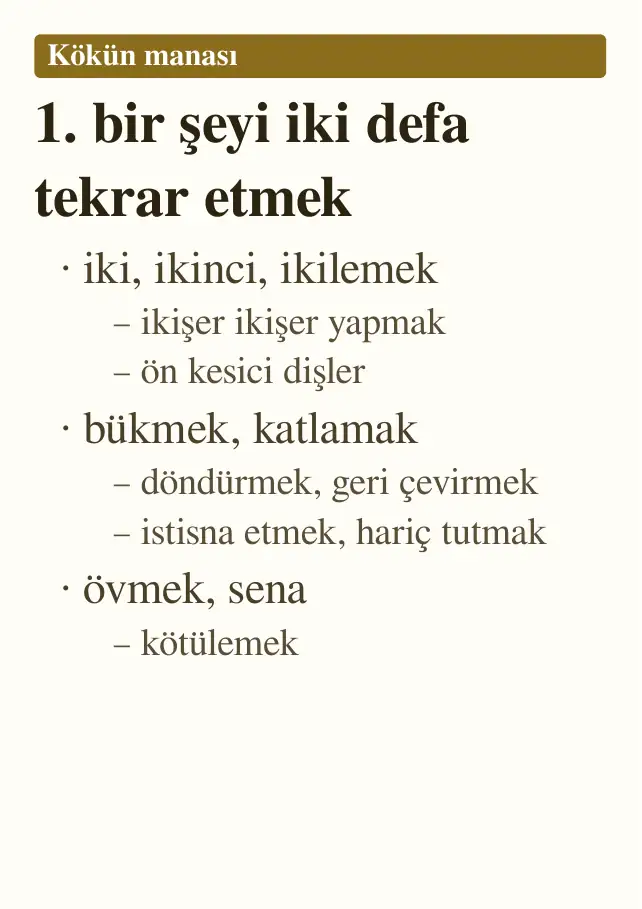 Kökün manası
1. bir şeyi iki defa
tekrar etmek
· iki, ikinci, ikilemek
– ikişer ikişer yapmak
– ön kesici dişler
· bükmek, katlamak
– döndürmek, geri çevirmek
– istisna etmek, hariç tutmak
· övmek, sena
– kötülemek